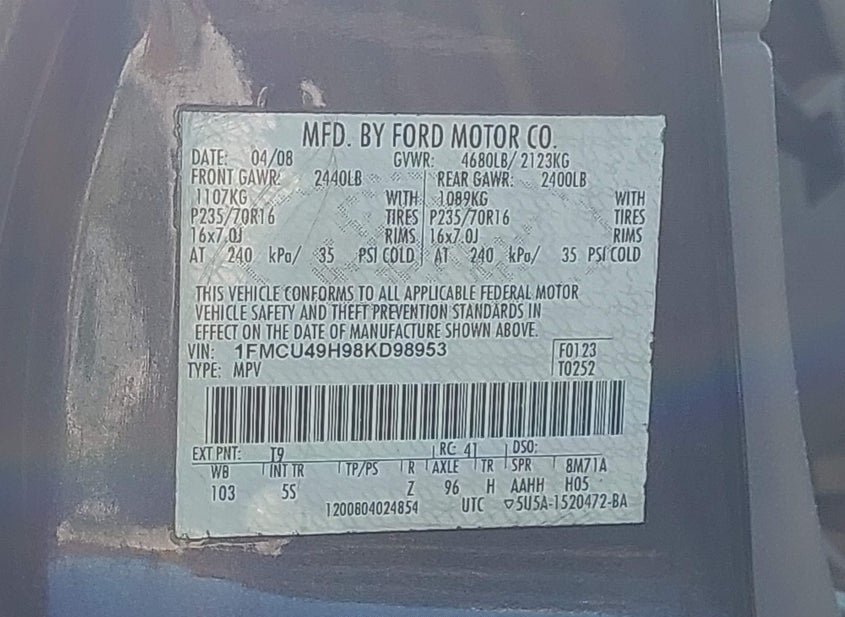 MFD. BY FORD MOTOR CO.
DATE: 04/08 GVWR: 4680LB/ 2123KG
FRONT GAWR: 2440LB REAR GAWR: 2400LB
1107KG WITH 1089KG WITH
P235/70R16 TIRES P235/70R16 TIRES
16x7.0J RIMS 16x7.0J RIMS
AT 240 kPa/ 35 PSI COLD AT 240 kPa/ 35 PSI COLD
THIS VEHICLE CONFORMS TO ALL APPLICABLE FEDERAL MOTOR
VEHICLE SAFETY AND THEFT PREVENTION STANDARDS IN
EFFECT ON THE DATE OF MANUFACTURE SHOWN ABOVE.
VIN: 1FMCU49H98KD98953 F0123
TYPE: MPV T0252
EXT PNT: T9 RC: 41 DSO:
WB INT TR TP/PS R AXLE TR SPR 8M71A
103 5S Z 96 H AAHH H05
1200804024854 UTC ▽5U5A-1520472-BA